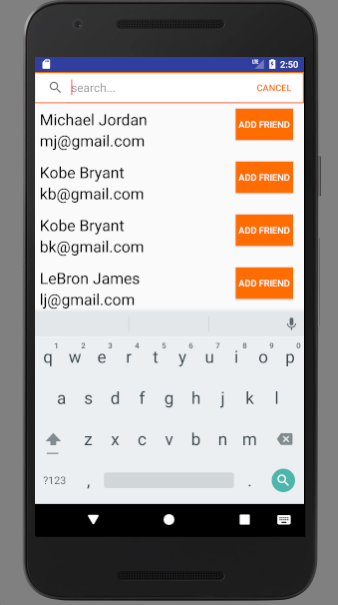 LTE 2:50
search... CANCEL
Michael Jordan
mj@gmail.com
ADD FRIEND
Kobe Bryant
kb@gmail.com
ADD FRIEND
Kobe Bryant
bk@gmail.com
ADD FRIEND
LeBron James
lj@gmail.com
ADD FRIEND
1 2 3 4 5 6 7 8 9 0
q w e r t y u i o p
a s d f g h j k l
z x c v b n m
?123 , .